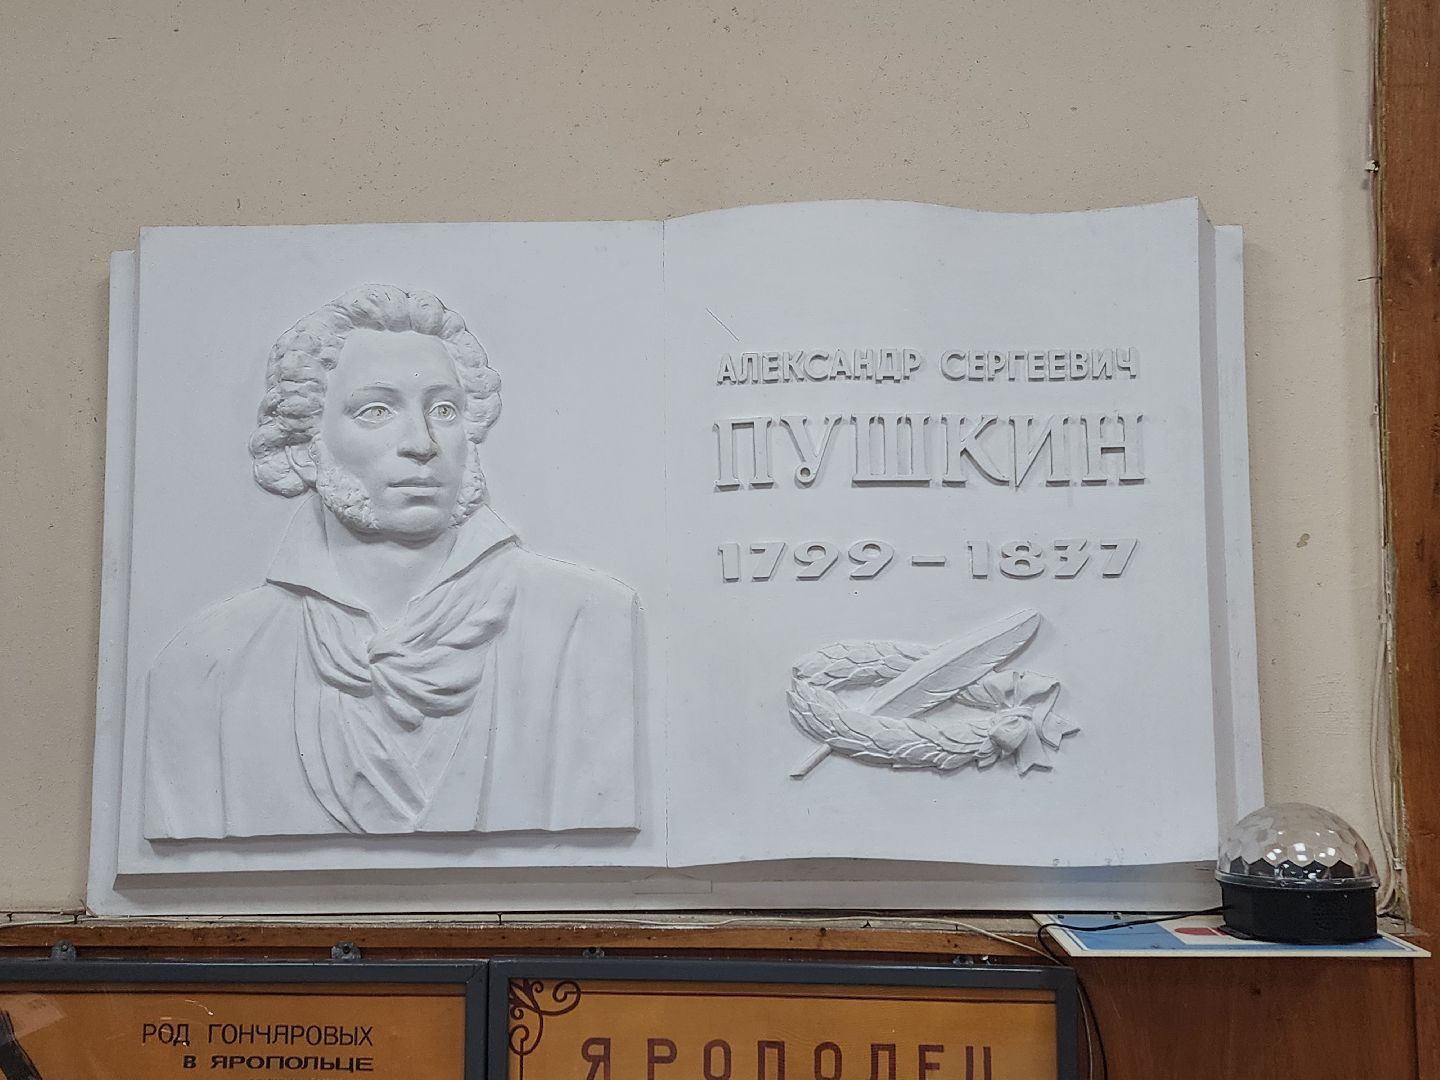 АЛЕКСАНДР СЕРГЕЕВИЧ
ПУШКИН
1799 – 1837
РОД ГОНЧАРОВЫХ
В ЯРОПОЛЬЦЕ
ЯРОПОЛЕЦ